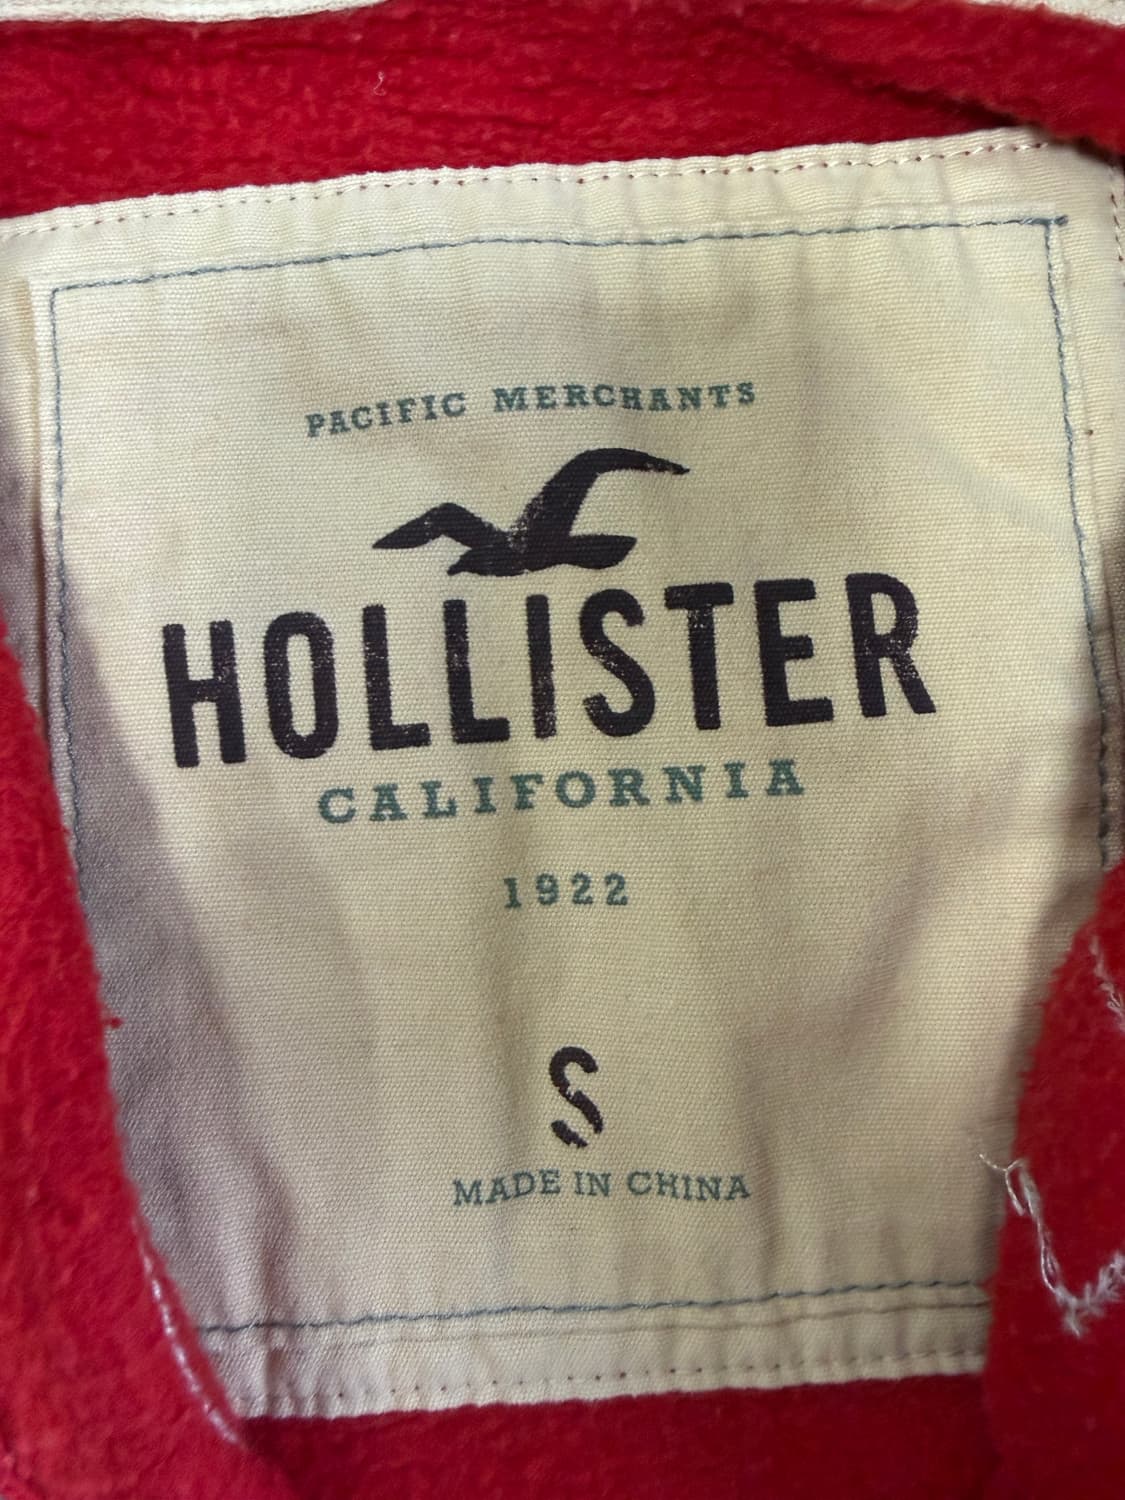 PACIFIC MERCHANTS
HOLLISTER
CALIFORNIA
1922
S
MADE IN CHINA